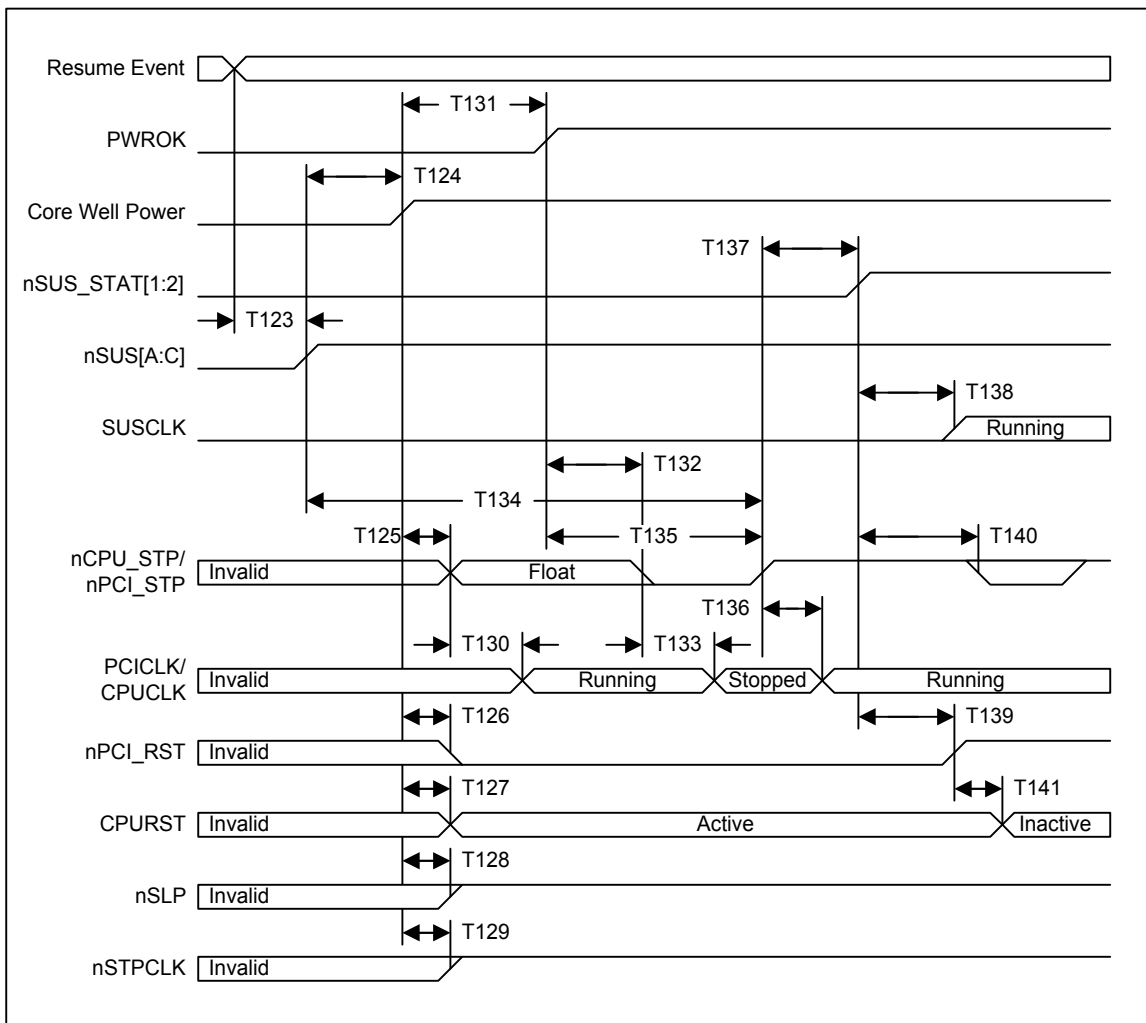 Resume Event
T131
PWROK
T124
Core Well Power
T137
nSUS_STAT[1:2]
T123
nSUS[A:C]
T138
SUSCLK
Running
T132
T134
T125
T135
T140
nCPU_STP/
nPCI_STP
Invalid
Float
T136
T130
T133
PCICLK/
CPUCLK
Invalid
Running
Stopped
Running
T126
T139
nPCI_RST
Invalid
T127
T141
CPURST
Invalid
Active
Inactive
T128
nSLP
Invalid
T129
nSTPCLK
Invalid